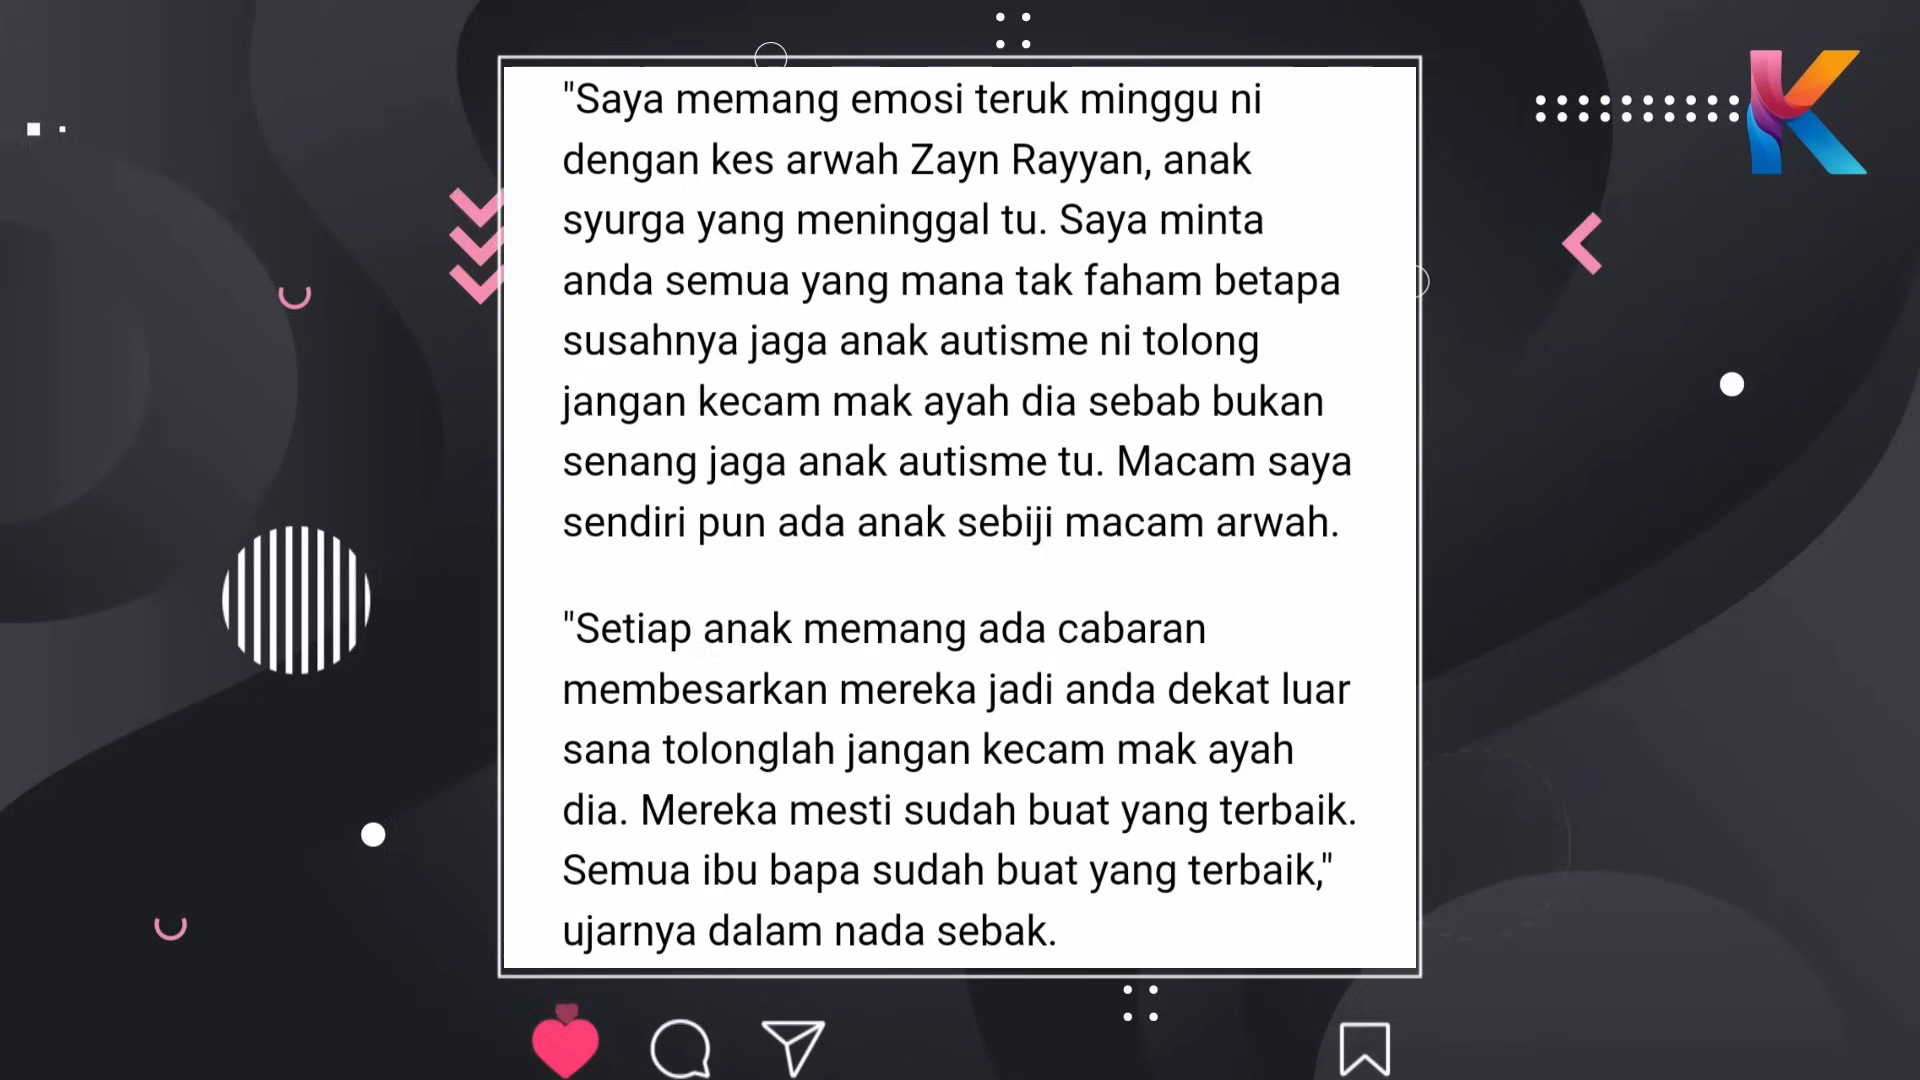 "Saya memang emosi teruk minggu ni
dengan kes arwah Zayn Rayyan, anak
syurga yang meninggal tu. Saya minta
anda semua yang mana tak faham betapa
susahnya jaga anak autisme ni tolong
jangan kecam mak ayah dia sebab bukan
senang jaga anak autisme tu. Macam saya
sendiri pun ada anak sebiji macam arwah.
"Setiap anak memang ada cabaran
membesarkan mereka jadi anda dekat luar
sana tolonglah jangan kecam mak ayah
dia. Mereka mesti sudah buat yang terbaik.
Semua ibu bapa sudah buat yang terbaik,"
ujarnya dalam nada sebak.
K